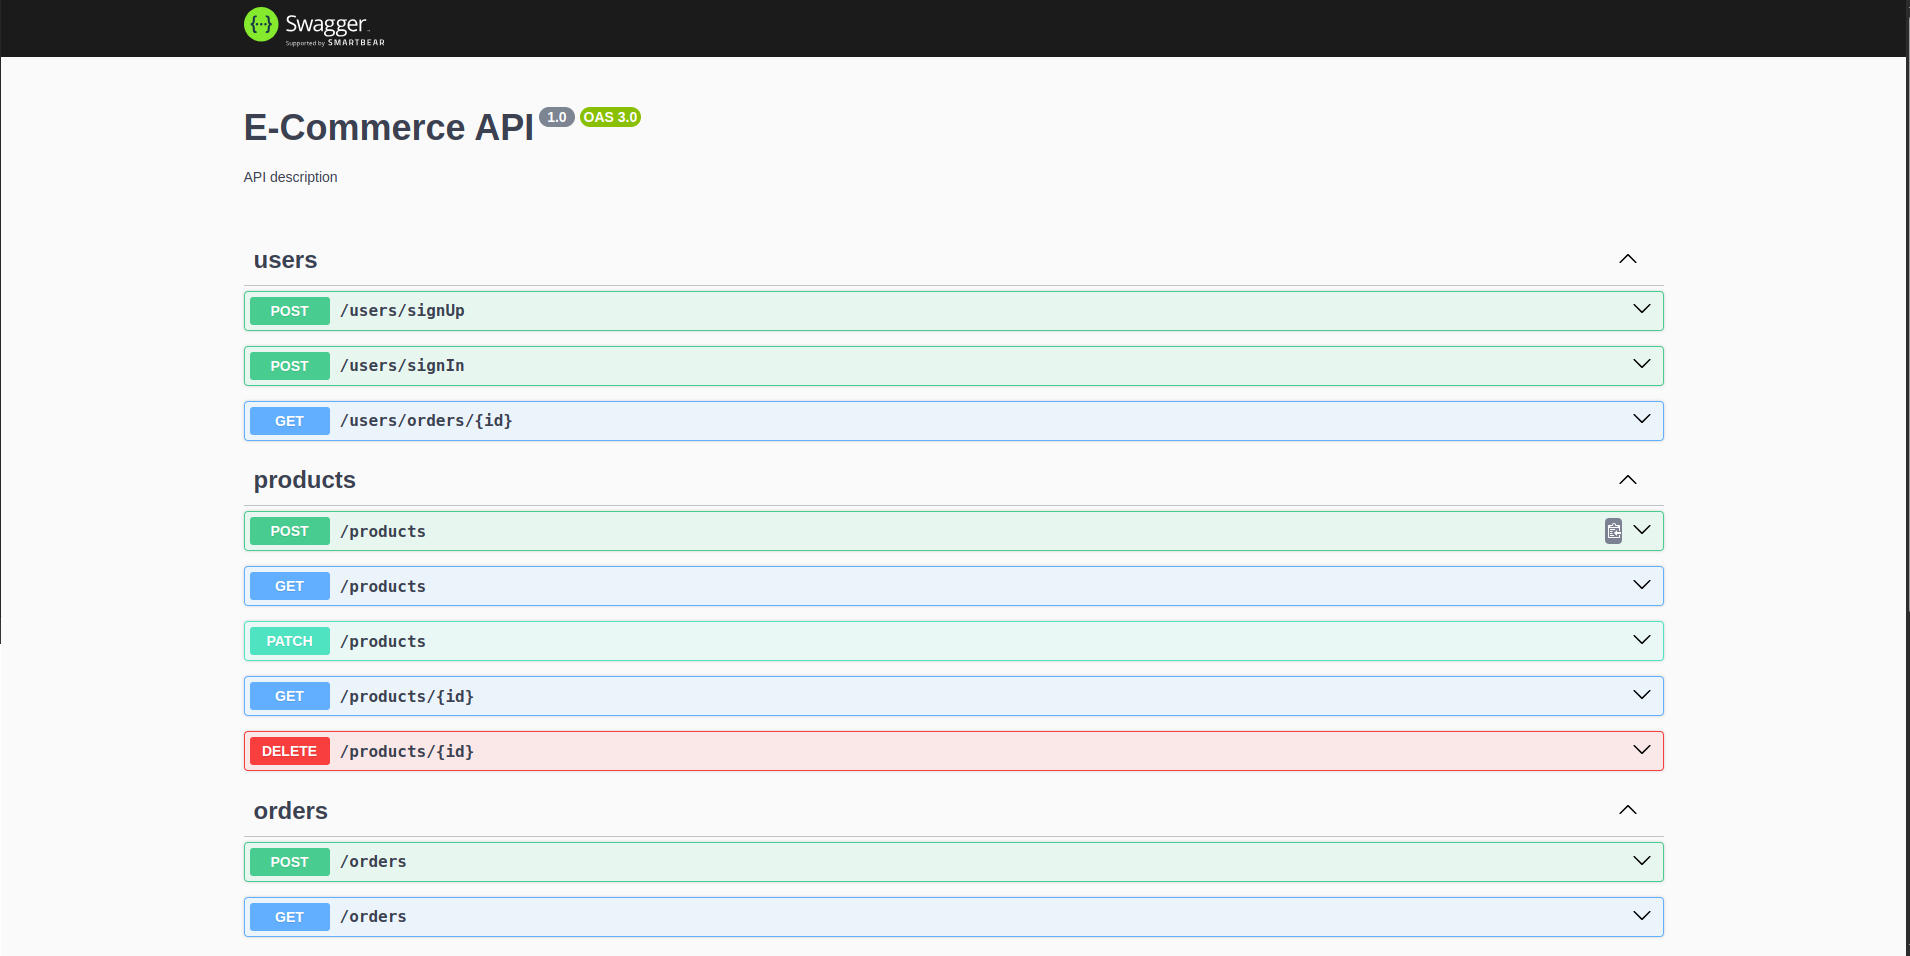 {···} Swagger
Supported by SMARTBEAR
E-Commerce API 1.0 OAS 3.0
API description
users
POST /users/signUp
POST /users/signIn
GET /users/orders/{id}
products
POST /products
GET /products
PATCH /products
GET /products/{id}
DELETE /products/{id}
orders
POST /orders
GET /orders